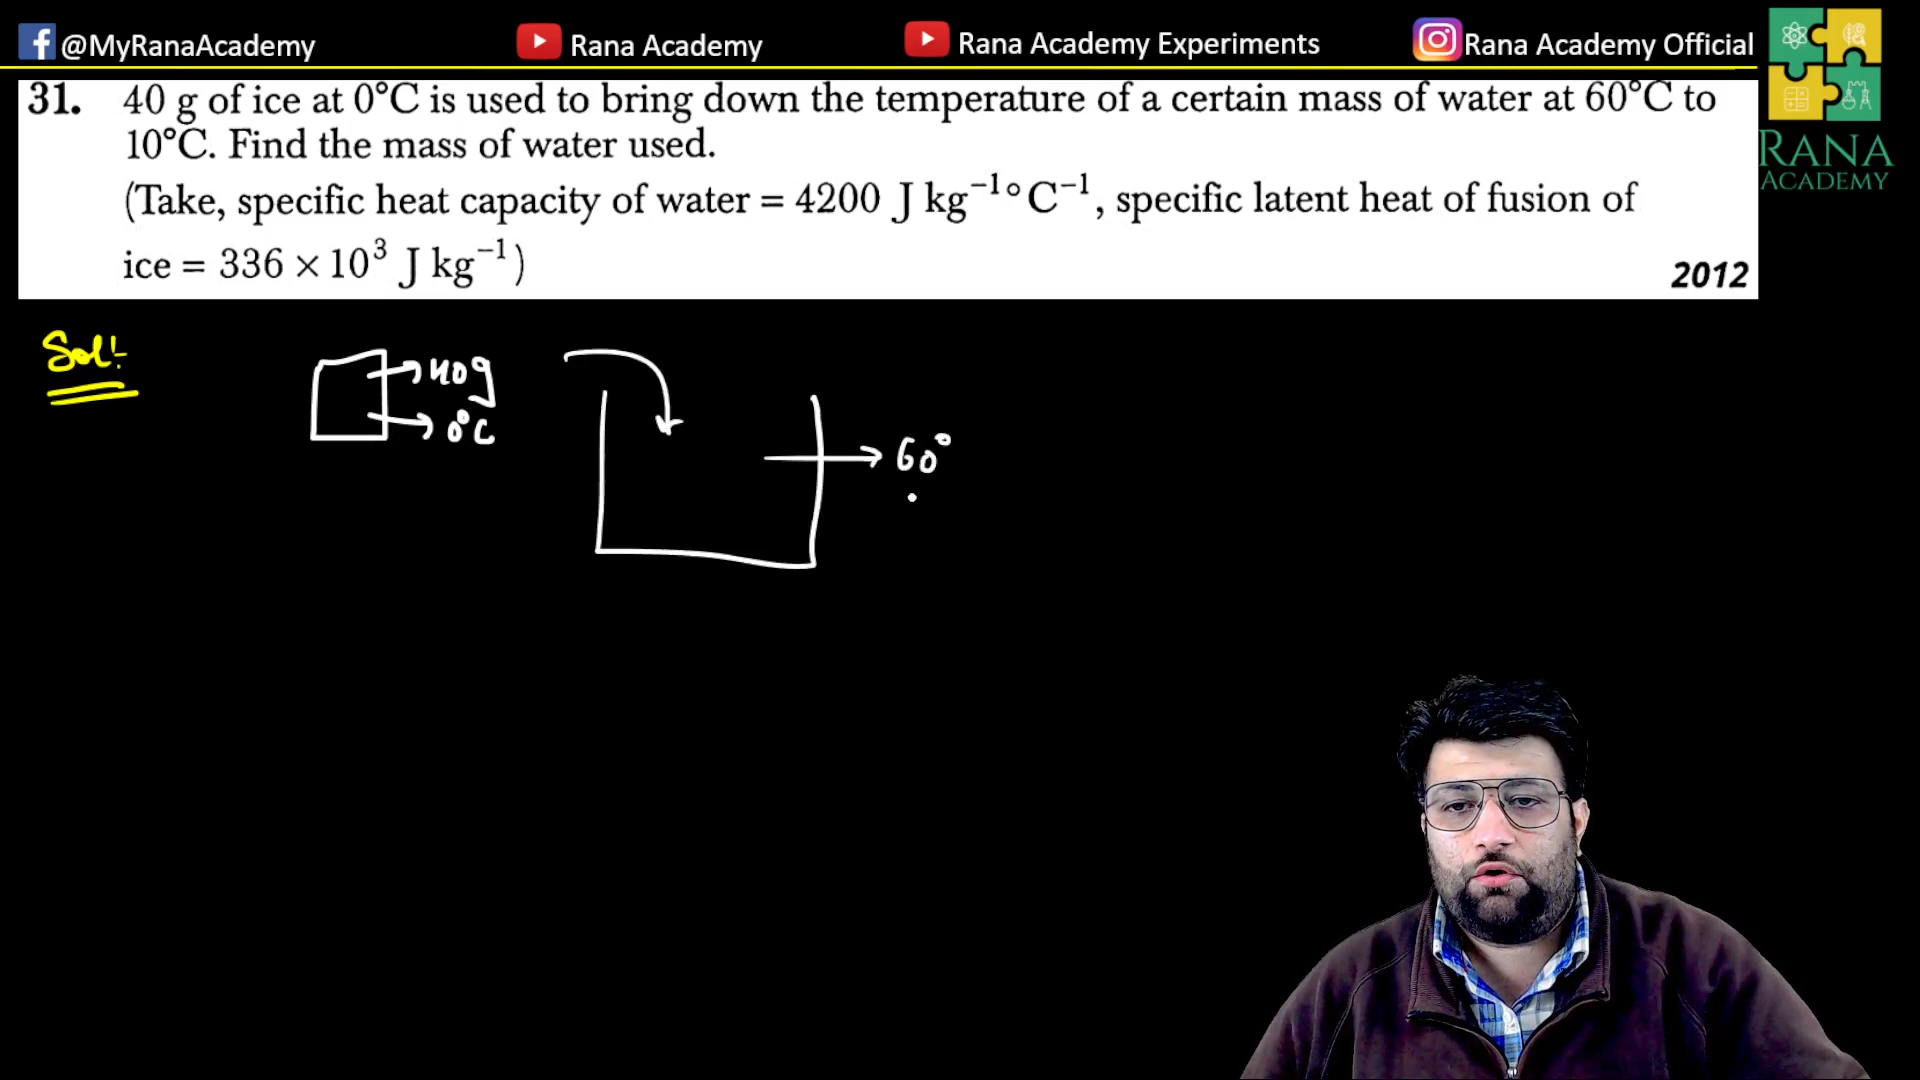 @MyRanaAcademy Rana Academy Rana Academy Experiments Rana Academy Official
RANA
ACADEMY
31. 40 g of ice at 0°C is used to bring down the temperature of a certain mass of water at 60°C to
10°C. Find the mass of water used.
(Take, specific heat capacity of water = 4200 J kg⁻¹°C⁻¹, specific latent heat of fusion of
ice = 336 × 10³ J kg⁻¹)
2012
Sol:-
40g
0°C
60°